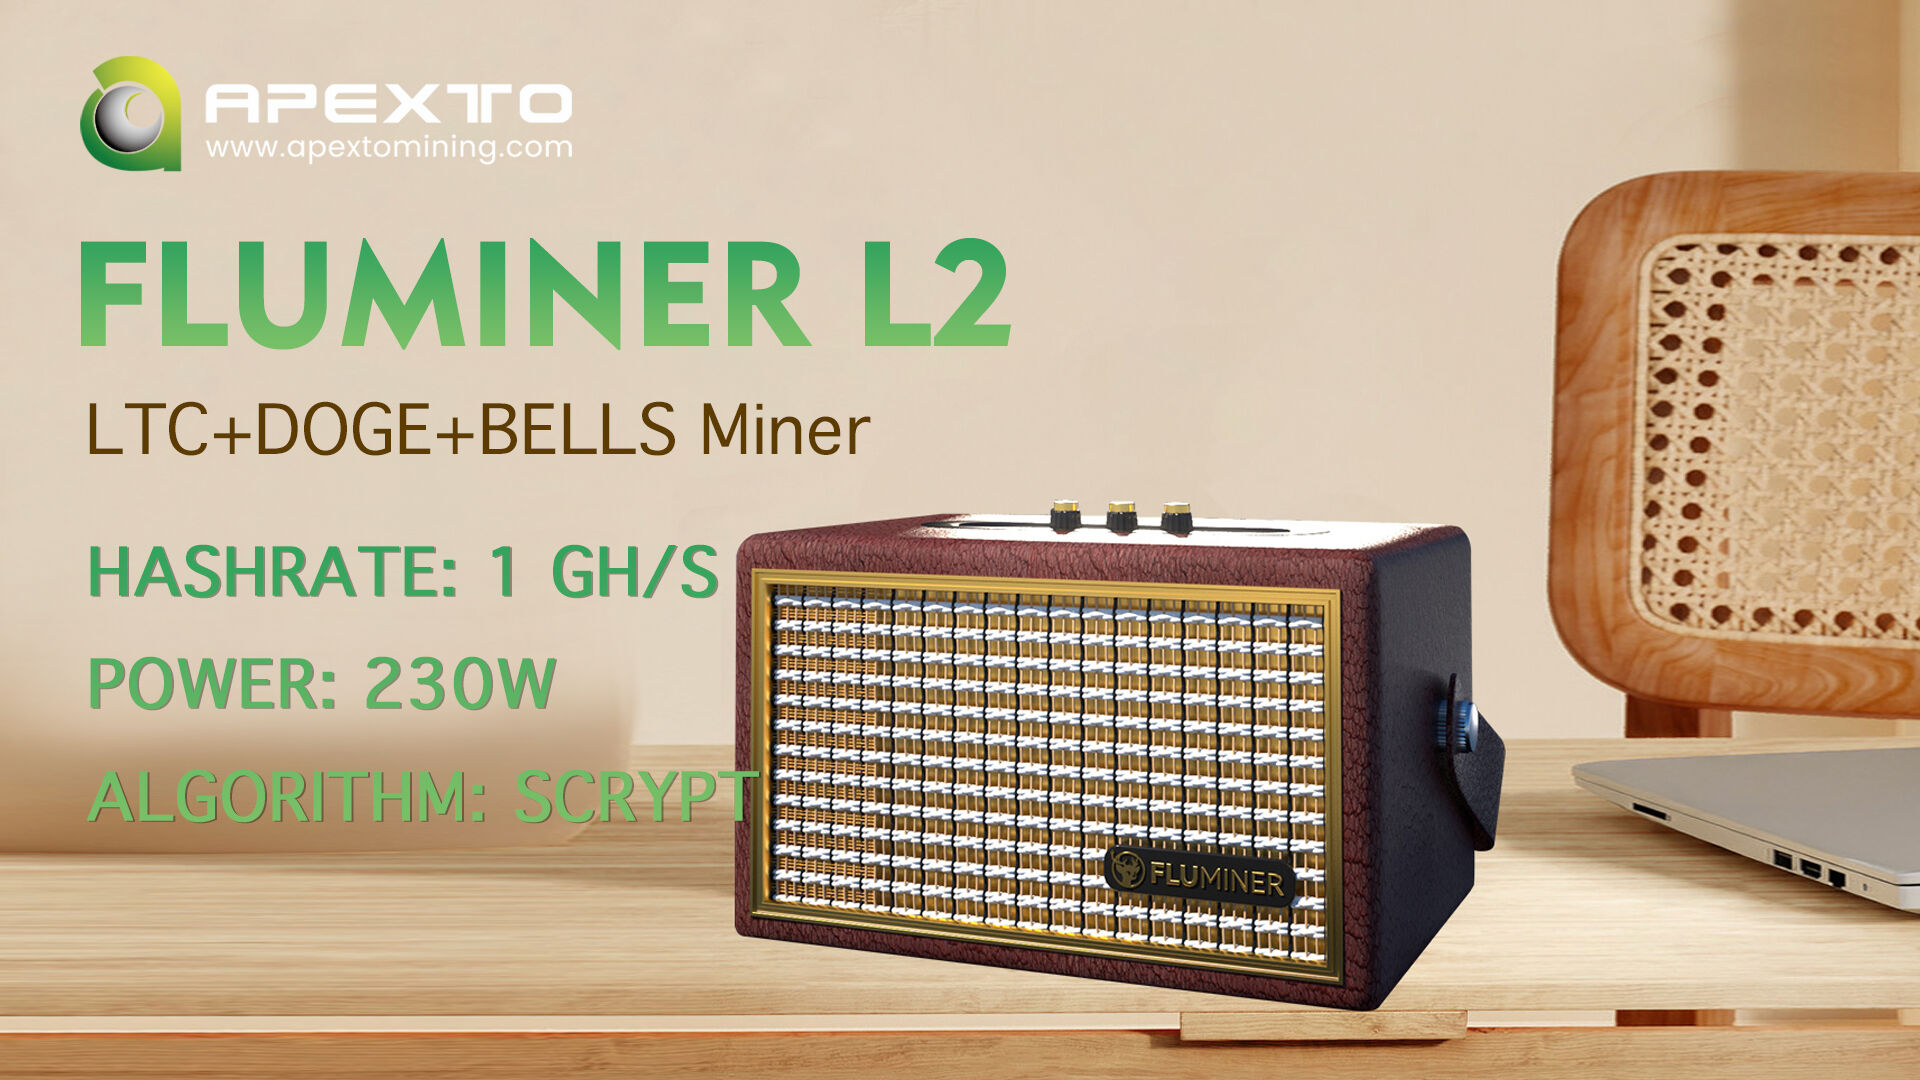 APEXTO
www.apextomining.com
FLUMINER L2
LTC+DOGE+BELLS Miner
HASHRATE: 1 GH/S
POWER: 230W
ALGORITHM: SCRYPT
FLUMINER